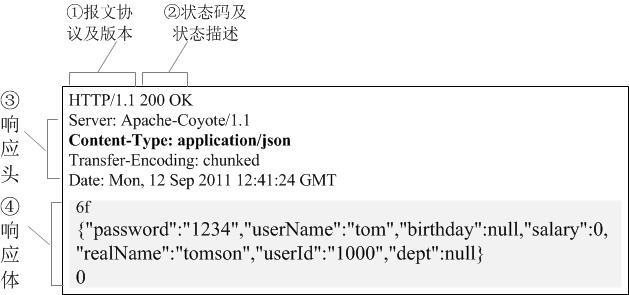 ①报文协
议及版本
②状态码及
状态描述
③
响
应
头
HTTP/1.1 200 OK
Server: Apache-Coyote/1.1
Content-Type: application/json
Transfer-Encoding: chunked
Date: Mon, 12 Sep 2011 12:41:24 GMT
④
响
应
体
6f
{"password":"1234","userName":"tom","birthday":null,"salary":0,
"realName":"tomson","userId":"1000","dept":null}
0